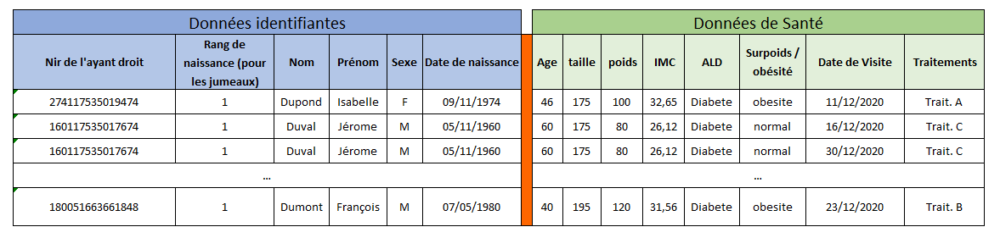 Données identifiantes Données de Santé
Nir de l'ayant droit Rang de naissance (pour les jumeaux) Nom Prénom Sexe Date de naissance Age taille poids IMC ALD Surpoids / obésité Date de Visite Traitements
274117535019474 1 Dupond Isabelle F 09/11/1974 46 175 100 32,65 Diabete obesite 11/12/2020 Trait. A
160117535017674 1 Duval Jérome M 05/11/1960 60 175 80 26,12 Diabete normal 16/12/2020 Trait. C
160117535017674 1 Duval Jérome M 05/11/1960 60 175 80 26,12 Diabete normal 30/12/2020 Trait. C
... ...
180051663661848 1 Dumont François M 07/05/1980 40 195 120 31,56 Diabete obesite 23/12/2020 Trait. B